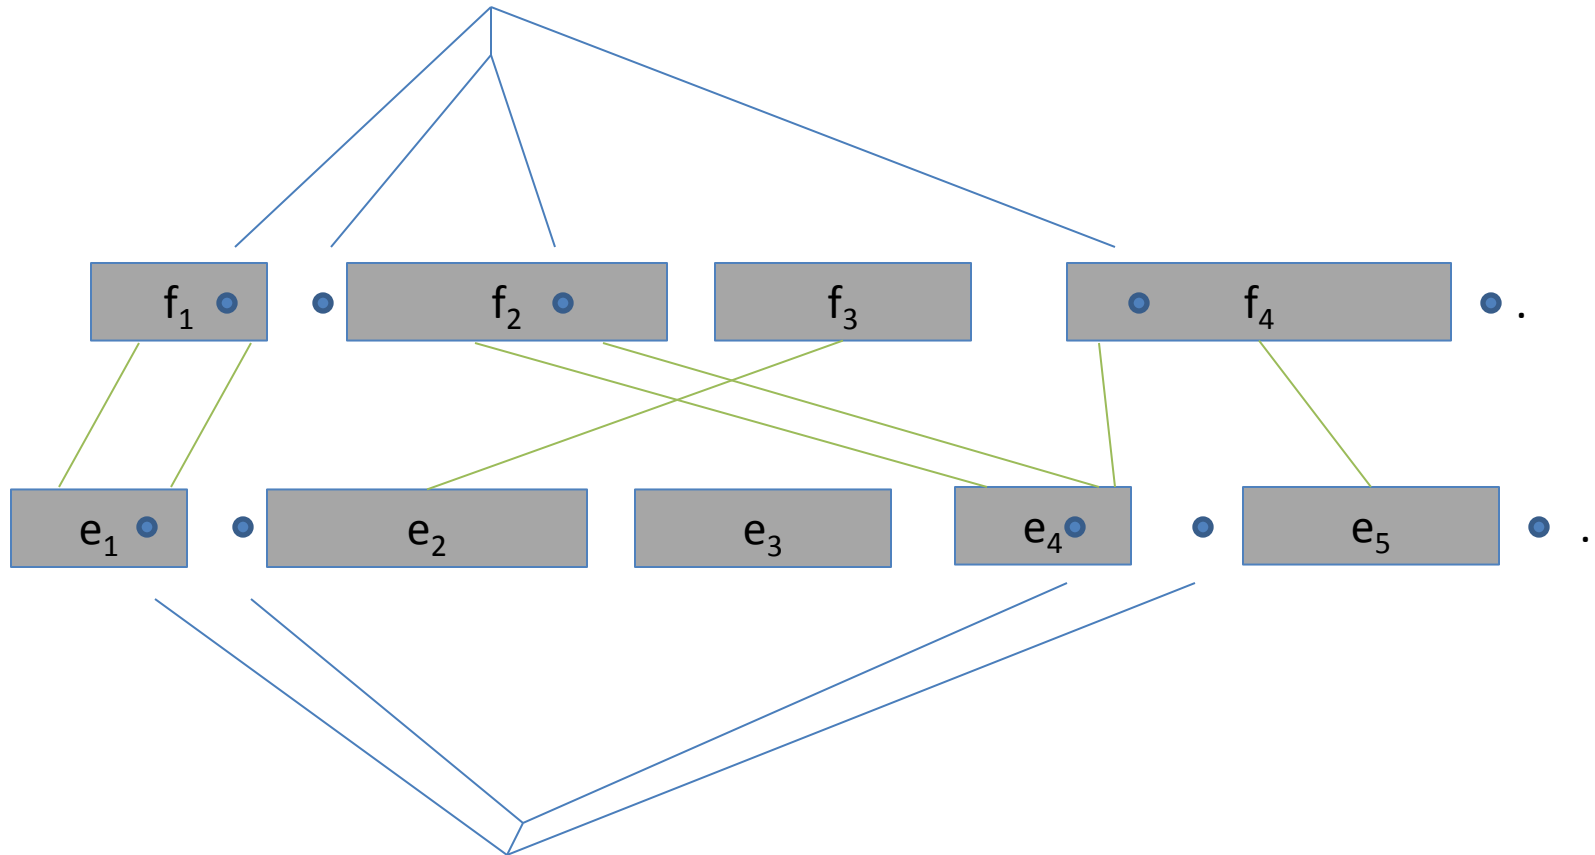 f₁ f₂ f₃ f₄ .
e₁ e₂ e₃ e₄ e₅ .